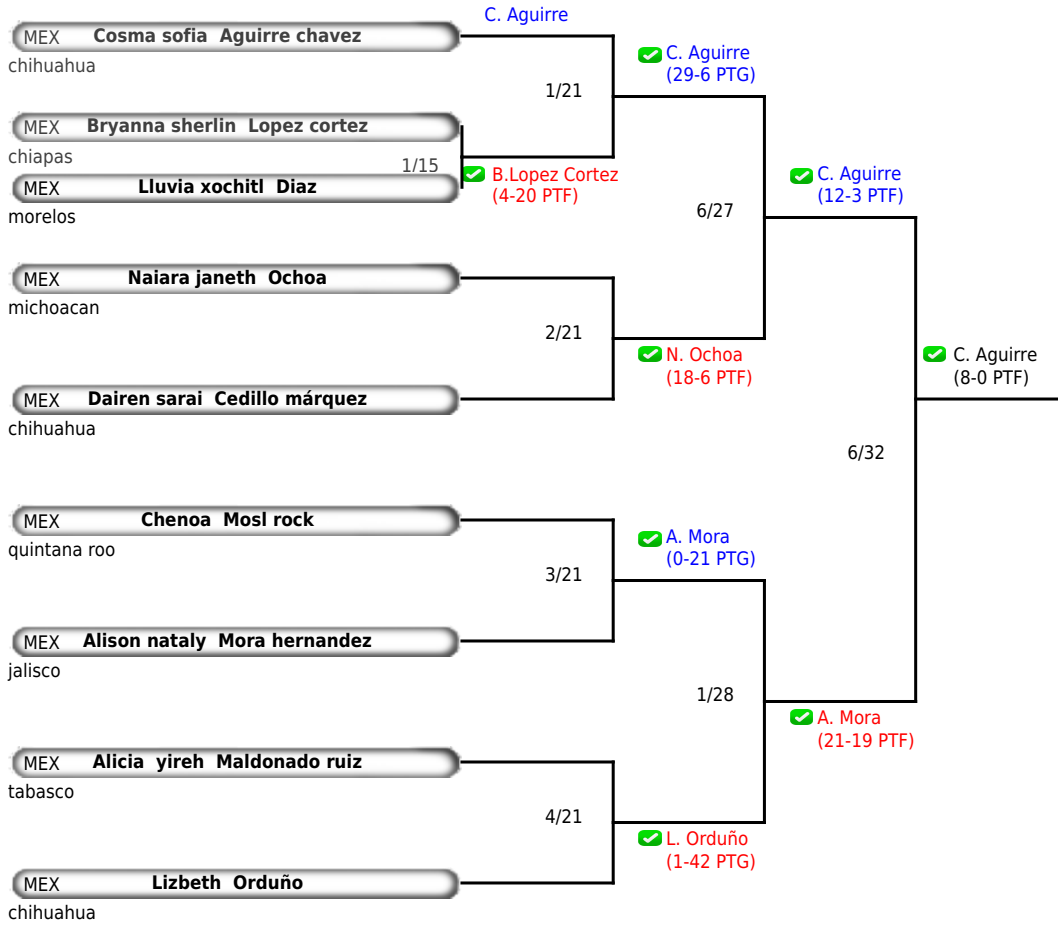 C. Aguirre
MEX Cosma sofia Aguirre chavez
chihuahua
C. Aguirre
(29-6 PTG)
1/21
MEX Bryanna sherlin Lopez cortez
chiapas
1/15
B.Lopez Cortez
(4-20 PTF)
MEX Lluvia xochitl Diaz
morelos
C. Aguirre
(12-3 PTF)
6/27
MEX Naiara janeth Ochoa
michoacan
2/21
N. Ochoa
(18-6 PTF)
C. Aguirre
(8-0 PTF)
MEX Dairen sarai Cedillo márquez
chihuahua
6/32
MEX Chenoa Mosl rock
quintana roo
A. Mora
(0-21 PTG)
3/21
MEX Alison nataly Mora hernandez
jalisco
1/28
A. Mora
(21-19 PTF)
MEX Alicia yireh Maldonado ruiz
tabasco
4/21
L. Orduño
(1-42 PTG)
MEX Lizbeth Orduño
chihuahua